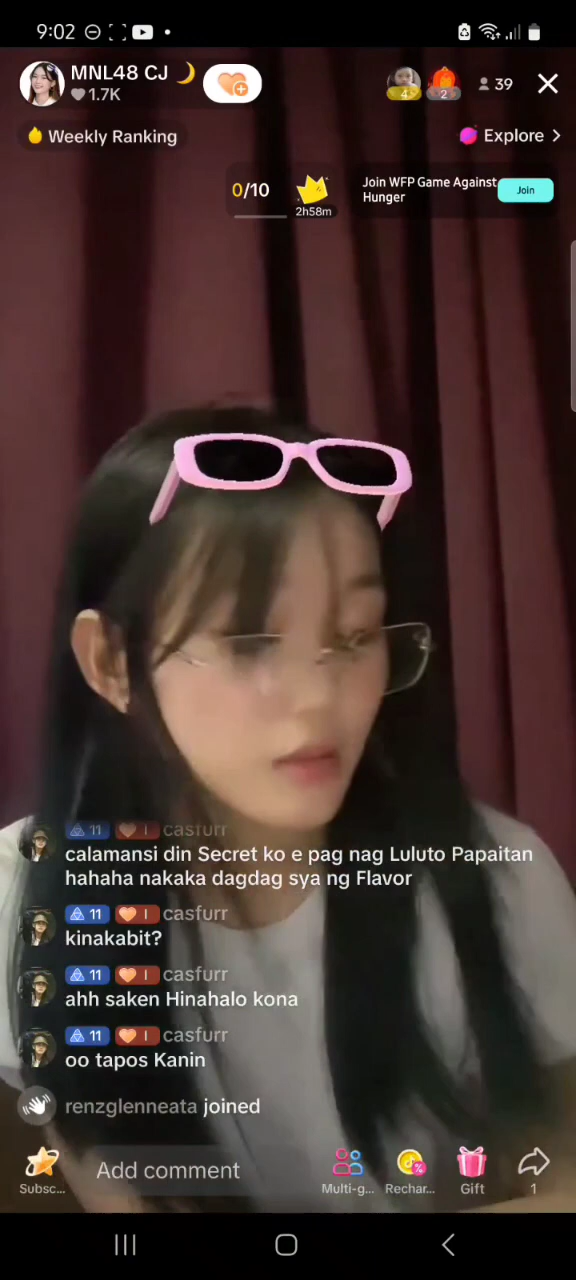 9:02
MNL48 CJ 🌙
1.7K
4
2
39
Weekly Ranking
Explore
0/10
2h58m
Join WFP Game Against
Hunger
Join
11 I casfurr
calamansi din Secret ko e pag nag Luluto Papaitan
hahaha nakaka dagdag sya ng Flavor
11 I casfurr
kinakabit?
11 I casfurr
ahh saken Hinahalo kona
11 I casfurr
oo tapos Kanin
renzglenneata joined
Add comment
Subsc...
Multi-g...
Rechar...
Gift
1